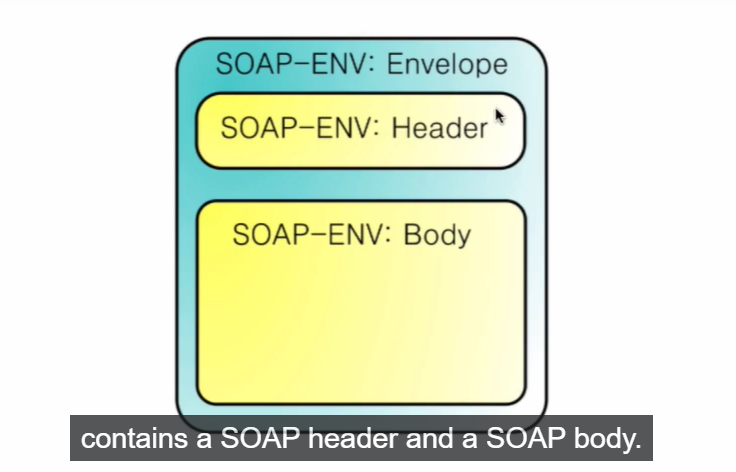 SOAP-ENV: Envelope
SOAP-ENV: Header
SOAP-ENV: Body
contains a SOAP header and a SOAP body.